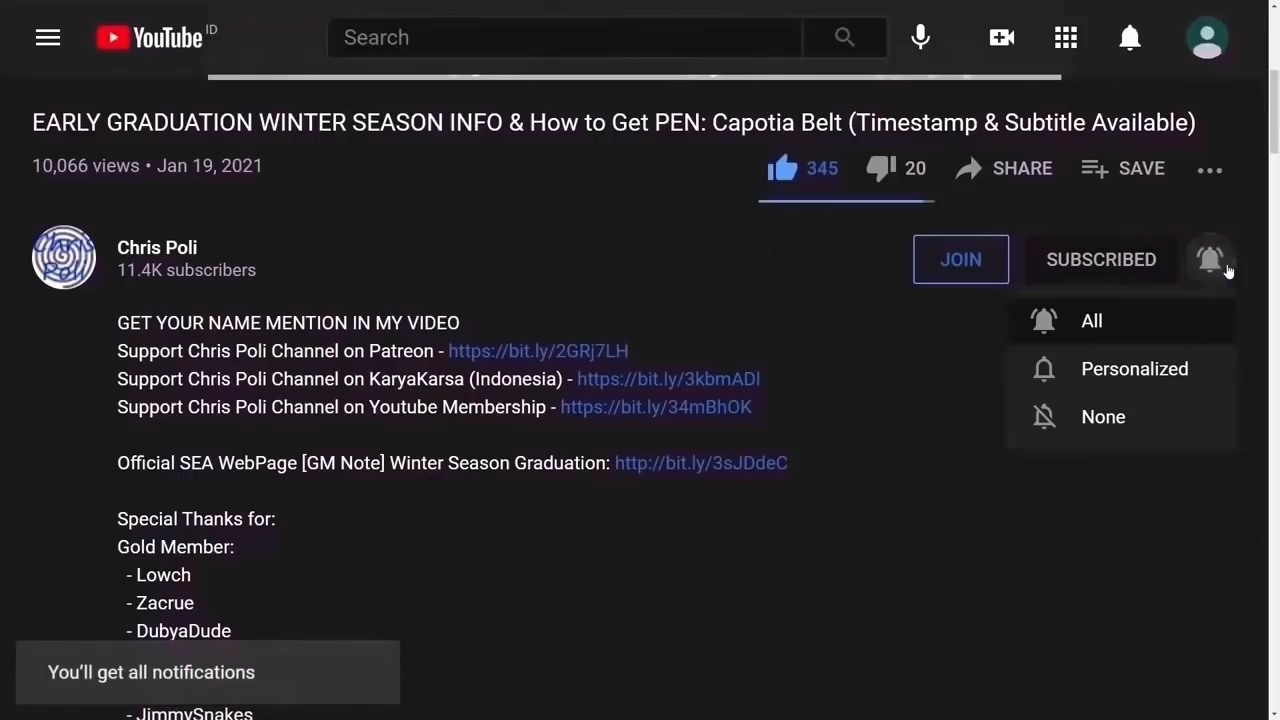 YouTube ID
Search
EARLY GRADUATION WINTER SEASON INFO & How to Get PEN: Capotia Belt (Timestamp & Subtitle Available)
10,066 views • Jan 19, 2021
345
20
SHARE
SAVE
Chris Poli
Chris Poli
11.4K subscribers
JOIN
SUBSCRIBED
All
Personalized
None
GET YOUR NAME MENTION IN MY VIDEO
Support Chris Poli Channel on Patreon - https://bit.ly/2GRj7LH
Support Chris Poli Channel on KaryaKarsa (Indonesia) - https://bit.ly/3kbmADl
Support Chris Poli Channel on Youtube Membership - https://bit.ly/34mBhOK
Official SEA WebPage [GM Note] Winter Season Graduation: http://bit.ly/3sJDdeC
Special Thanks for:
Gold Member:
- Lowch
- Zacrue
- DubyaDude
You'll get all notifications
- JimmySnakes